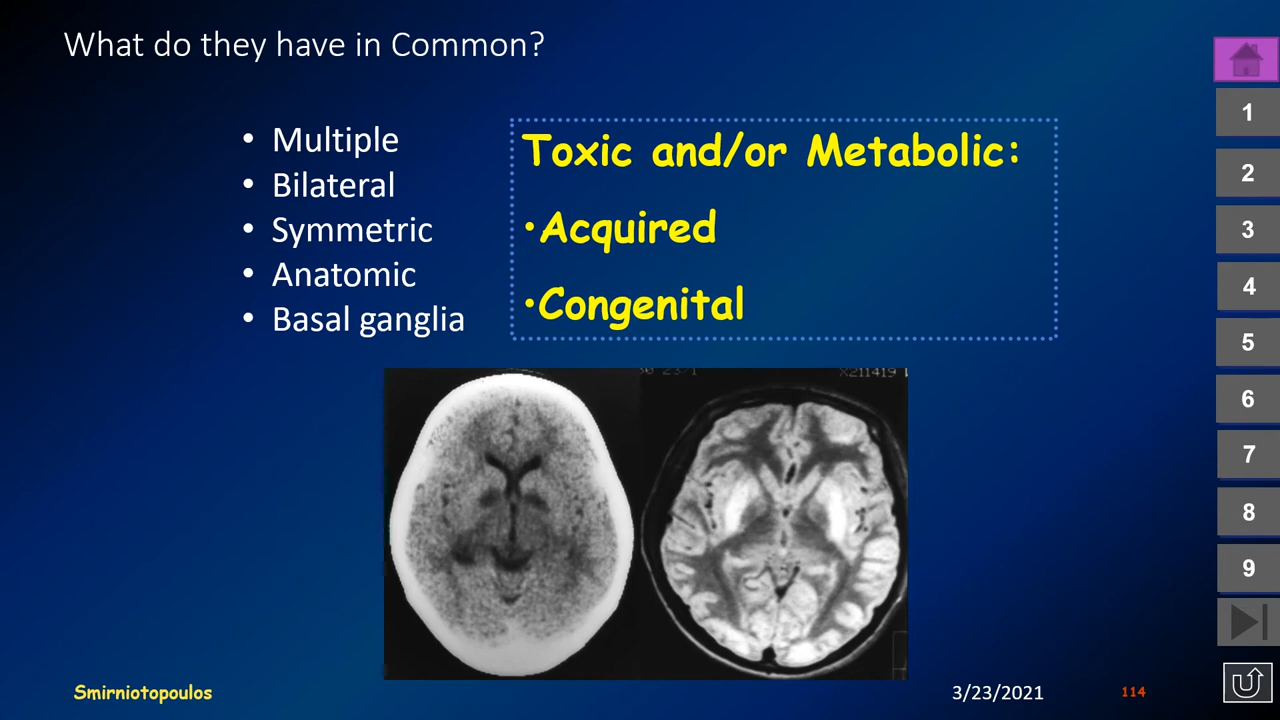 What do they have in Common?
• Multiple
• Bilateral
• Symmetric
• Anatomic
• Basal ganglia
Toxic and/or Metabolic:
•Acquired
•Congenital
X211419
1
2
3
4
5
6
7
8
9
Smirniotopoulos
3/23/2021
114